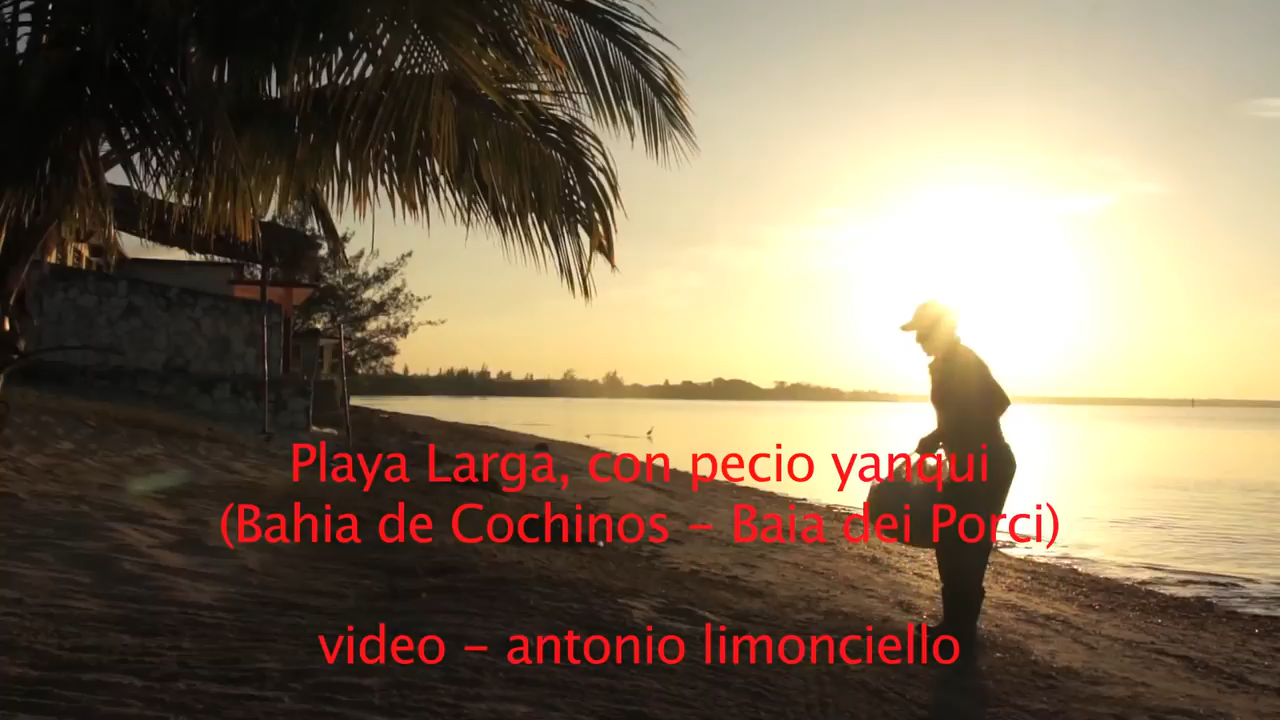 Playa Larga, con pecio yanqui
(Bahia de Cochinos - Baia dei Porci)
video - antonio limonciello